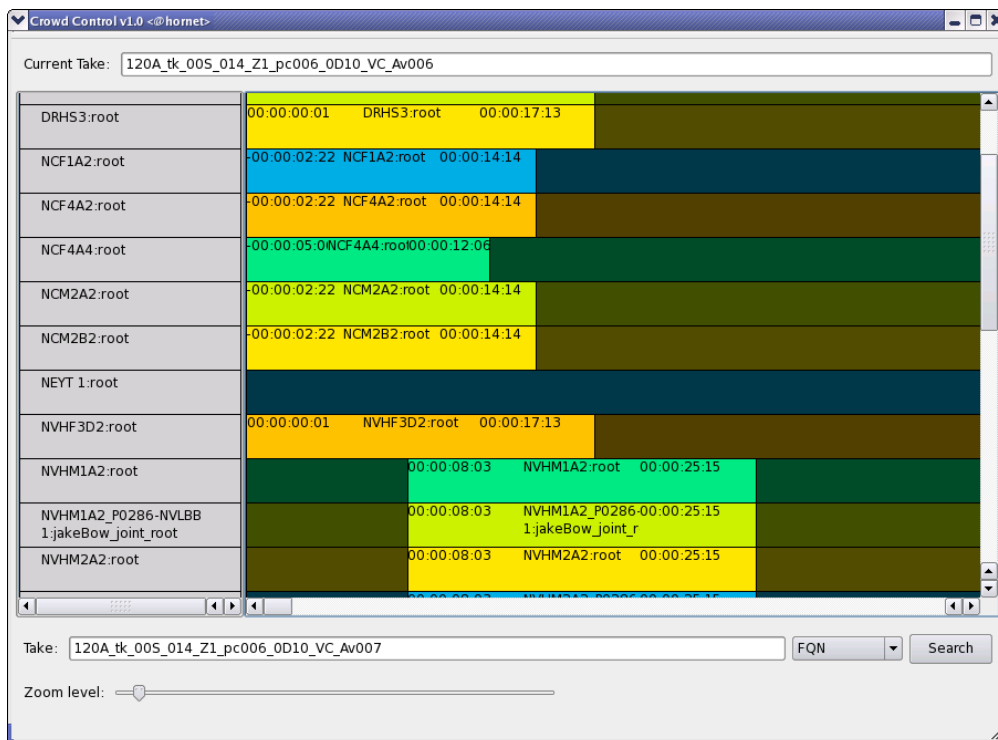 Crowd Control v1.0 <@hornet>
Current Take: 120A_tk_00S_014_Z1_pc006_0D10_VC_Av006
DRHS3:root 00:00:00:01 DRHS3:root 00:00:17:13
NCF1A2:root -00:00:02:22 NCF1A2:root 00:00:14:14
NCF4A2:root -00:00:02:22 NCF4A2:root 00:00:14:14
NCF4A4:root -00:00:05:0 NCF4A4:root 00:00:12:06
NCM2A2:root -00:00:02:22 NCM2A2:root 00:00:14:14
NCM2B2:root -00:00:02:22 NCM2B2:root 00:00:14:14
NEYT 1:root
NVHF3D2:root 00:00:00:01 NVHF3D2:root 00:00:17:13
NVHM1A2:root 00:00:08:03 NVHM1A2:root 00:00:25:15
NVHM1A2_P0286-NVLBB 00:00:08:03 NVHM1A2_P0286-00:00:25:15
1:jakeBow_joint_root 1:jakeBow_joint_r
NVHM2A2:root 00:00:08:03 NVHM2A2:root 00:00:25:15
Take: 120A_tk_00S_014_Z1_pc006_0D10_VC_Av007 FQN Search
Zoom level: